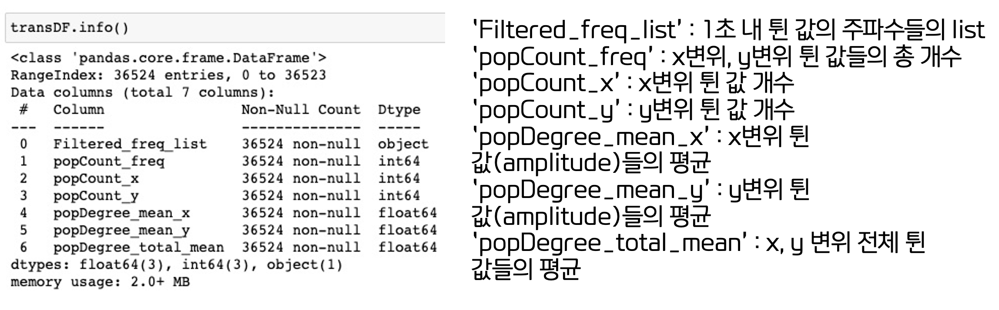 transDF.info()
<class 'pandas.core.frame.DataFrame'>
RangeIndex: 36524 entries, 0 to 36523
Data columns (total 7 columns):
 #   Column                Non-Null Count  Dtype
---  ------                --------------  -----
 0   Filtered_freq_list    36524 non-null  object
 1   popCount_freq         36524 non-null  int64
 2   popCount_x            36524 non-null  int64
 3   popCount_y            36524 non-null  int64
 4   popDegree_mean_x      36524 non-null  float64
 5   popDegree_mean_y      36524 non-null  float64
 6   popDegree_total_mean  36524 non-null  float64
dtypes: float64(3), int64(3), object(1)
memory usage: 2.0+ MB
‘Filtered_freq_list’ : 1초 내 튄 값의 주파수들의 list
‘popCount_freq’ : x변위, y변위 튄 값들의 총 개수
‘popCount_x’ : x변위 튄 값 개수
‘popCount_y’ : y변위 튄 값 개수
‘popDegree_mean_x’ : x변위 튄
값(amplitude)들의 평균
‘popDegree_mean_y’ : y변위 튄
값(amplitude)들의 평균
‘popDegree_total_mean’ : x, y 변위 전체 튄
값들의 평균